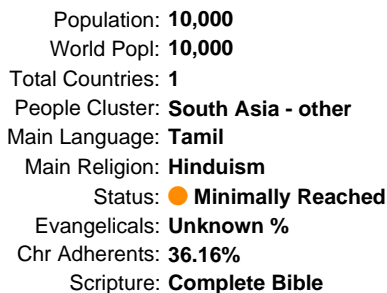 Population: 10,000
World Popl: 10,000
Total Countries: 1
People Cluster: South Asia - other
Main Language: Tamil
Main Religion: Hinduism
Status: Minimally Reached
Evangelicals: Unknown %
Chr Adherents: 36.16%
Scripture: Complete Bible